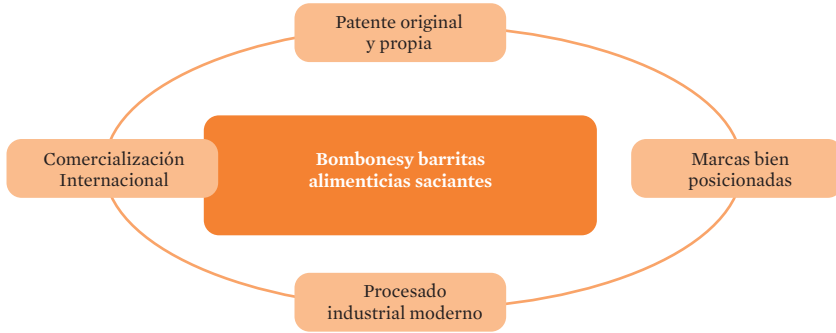 Patente original
y propia
Comercialización
Internacional
Bombonesy barritas
alimenticias saciantes
Marcas bien
posicionadas
Procesado
industrial moderno